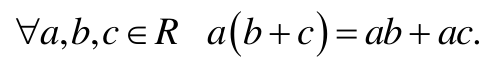 ∀a,b,c ∈ R a(b+c)=ab+ac.